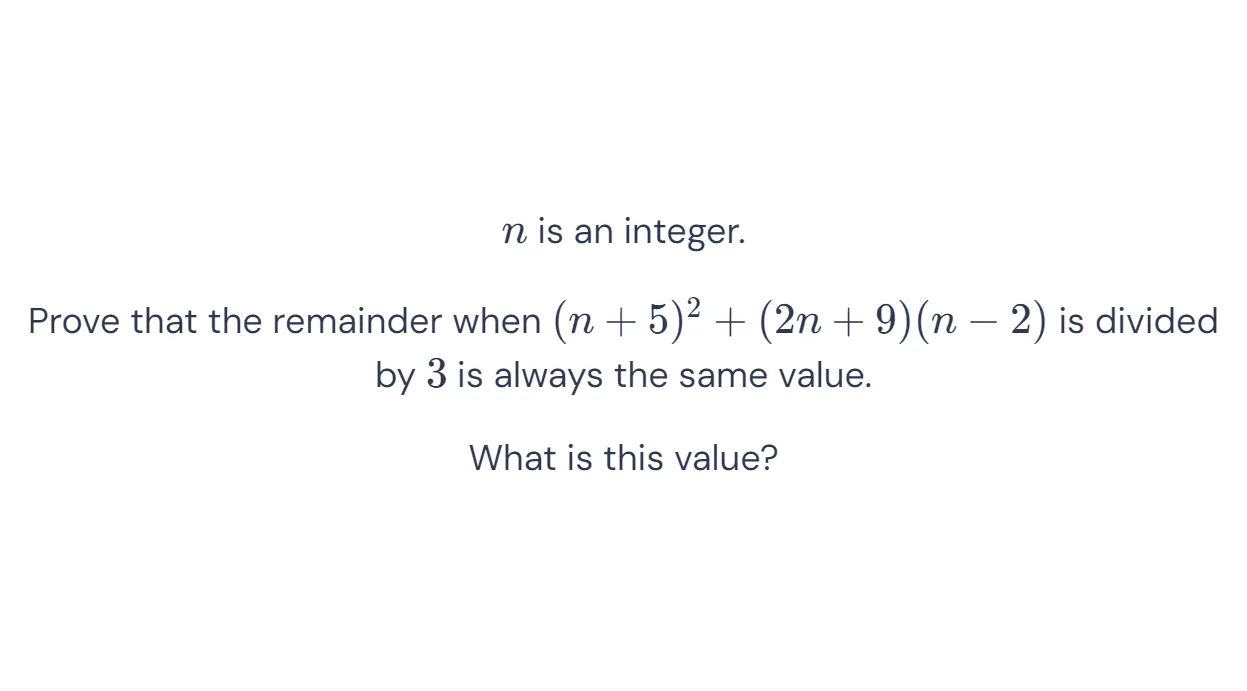 n is an integer.
Prove that the remainder when (n + 5)² + (2n + 9)(n − 2) is divided
by 3 is always the same value.
What is this value?